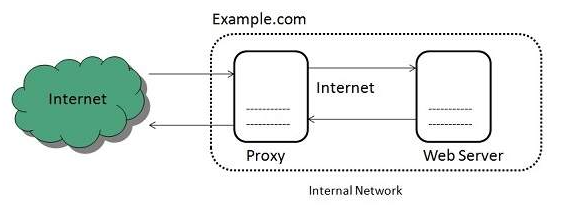 Example.com
Internet
Internet
Proxy
Web Server
Internal Network